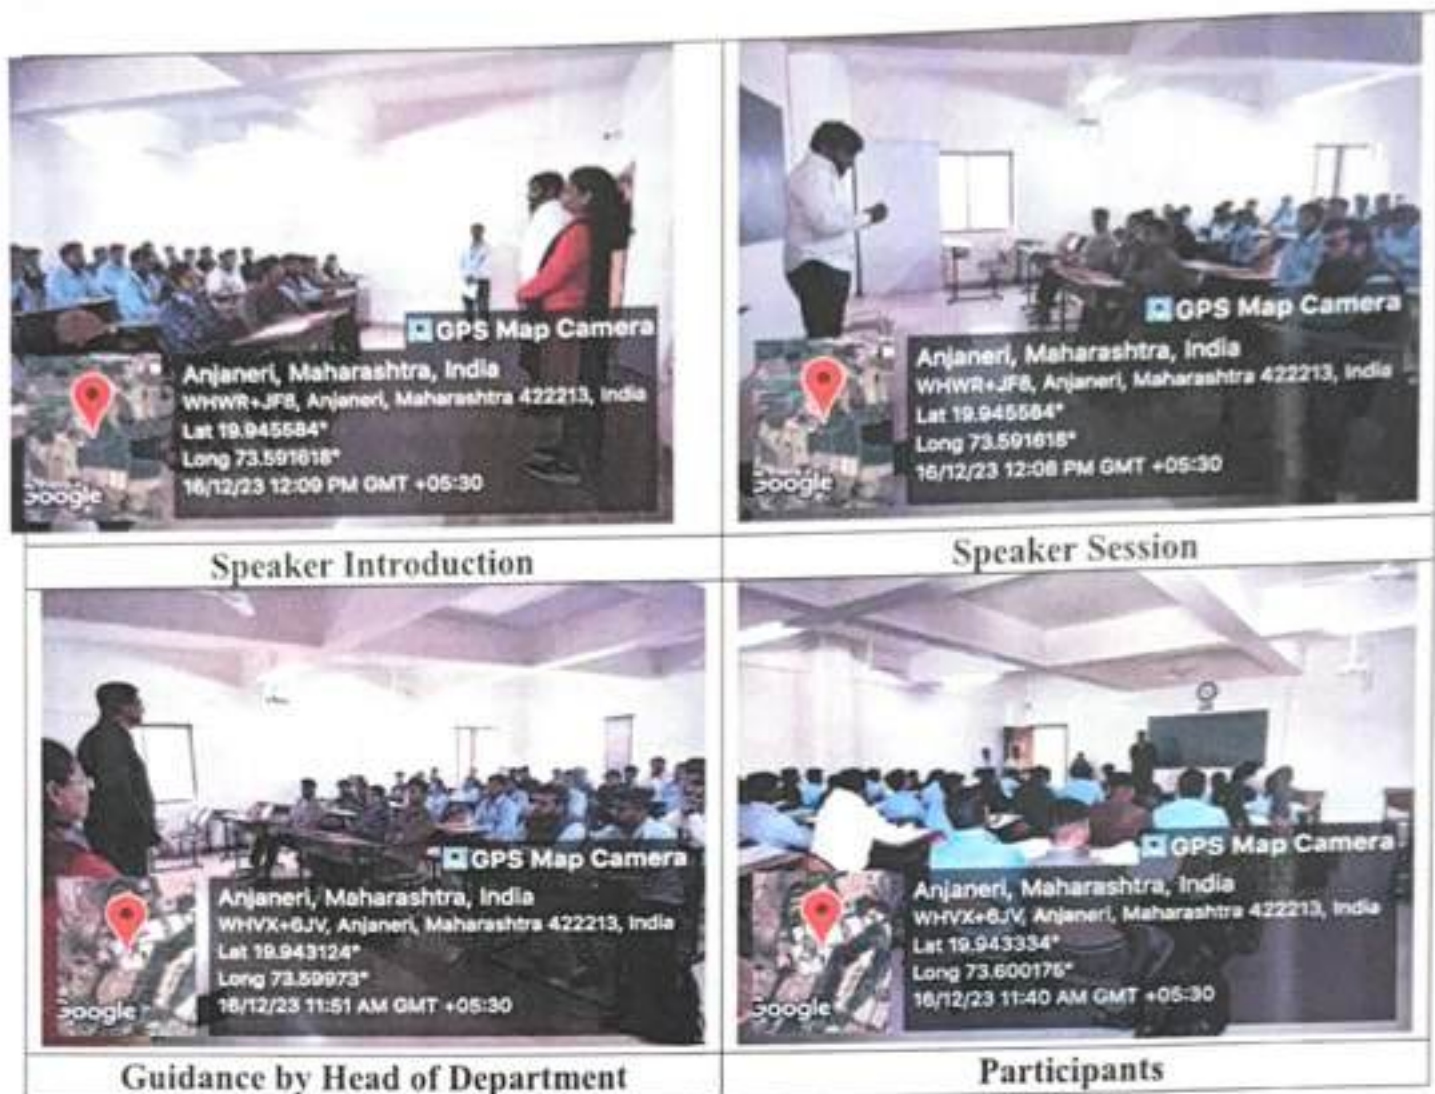 GPS Map Camera
Anjaneri, Maharashtra, India
WHWR+JF8, Anjaneri, Maharashtra 422213, India
Lat 19.945584°
Long 73.591618°
16/12/23 12:09 PM GMT +05:30
Google
Speaker Introduction
GPS Map Camera
Anjaneri, Maharashtra, India
WHWR+JF8, Anjaneri, Maharashtra 422213, India
Lat 19.945584°
Long 73.591618°
16/12/23 12:08 PM GMT +05:30
Google
Speaker Session
GPS Map Camera
Anjaneri, Maharashtra, India
WHVX+6JV, Anjaneri, Maharashtra 422213, India
Lat 19.943124°
Long 73.59973°
16/12/23 11:51 AM GMT +05:30
Google
Guidance by Head of Department
GPS Map Camera
Anjaneri, Maharashtra, India
WHVX+6JV, Anjaneri, Maharashtra 422213, India
Lat 19.943334°
Long 73.600175°
16/12/23 11:40 AM GMT +05:30
Google
Participants